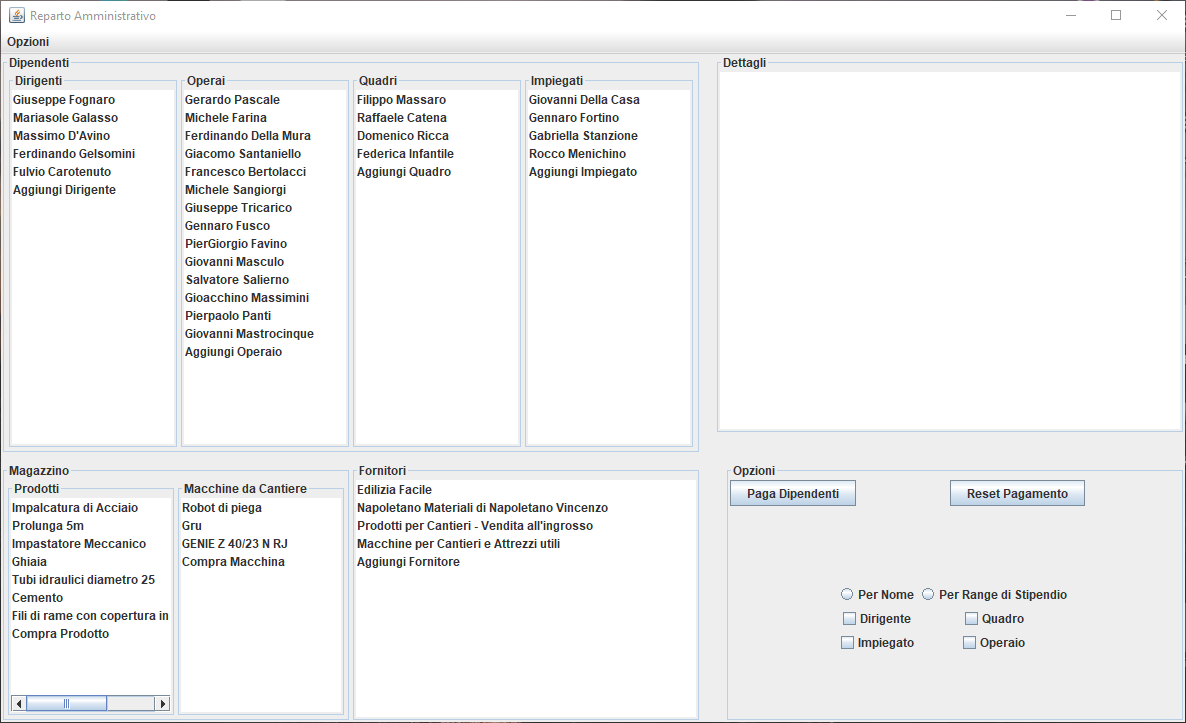 Reparto Amministrativo
Opzioni
Dipendenti
Dirigenti
Giuseppe Fognaro
Mariasole Galasso
Massimo D'Avino
Ferdinando Gelsomini
Fulvio Carotenuto
Aggiungi Dirigente
Operai
Gerardo Pascale
Michele Farina
Ferdinando Della Mura
Giacomo Santaniello
Francesco Bertolacci
Michele Sangiorgi
Giuseppe Tricarico
Gennaro Fusco
PierGiorgio Favino
Giovanni Masculo
Salvatore Salierno
Gioacchino Massimini
Pierpaolo Panti
Giovanni Mastrocinque
Aggiungi Operaio
Quadri
Filippo Massaro
Raffaele Catena
Domenico Ricca
Federica Infantile
Aggiungi Quadro
Impiegati
Giovanni Della Casa
Gennaro Fortino
Gabriella Stanzione
Rocco Menichino
Aggiungi Impiegato
Dettagli
Magazzino
Prodotti
Impalcatura di Acciaio
Prolunga 5m
Impastatore Meccanico
Ghiaia
Tubi idraulici diametro 25
Cemento
Fili di rame con copertura in
Compra Prodotto
Macchine da Cantiere
Robot di piega
Gru
GENIE Z 40/23 N RJ
Compra Macchina
Fornitori
Edilizia Facile
Napoletano Materiali di Napoletano Vincenzo
Prodotti per Cantieri - Vendita all'ingrosso
Macchine per Cantieri e Attrezzi utili
Aggiungi Fornitore
Opzioni
Paga Dipendenti
Reset Pagamento
Per Nome
Per Range di Stipendio
Dirigente
Quadro
Impiegato
Operaio